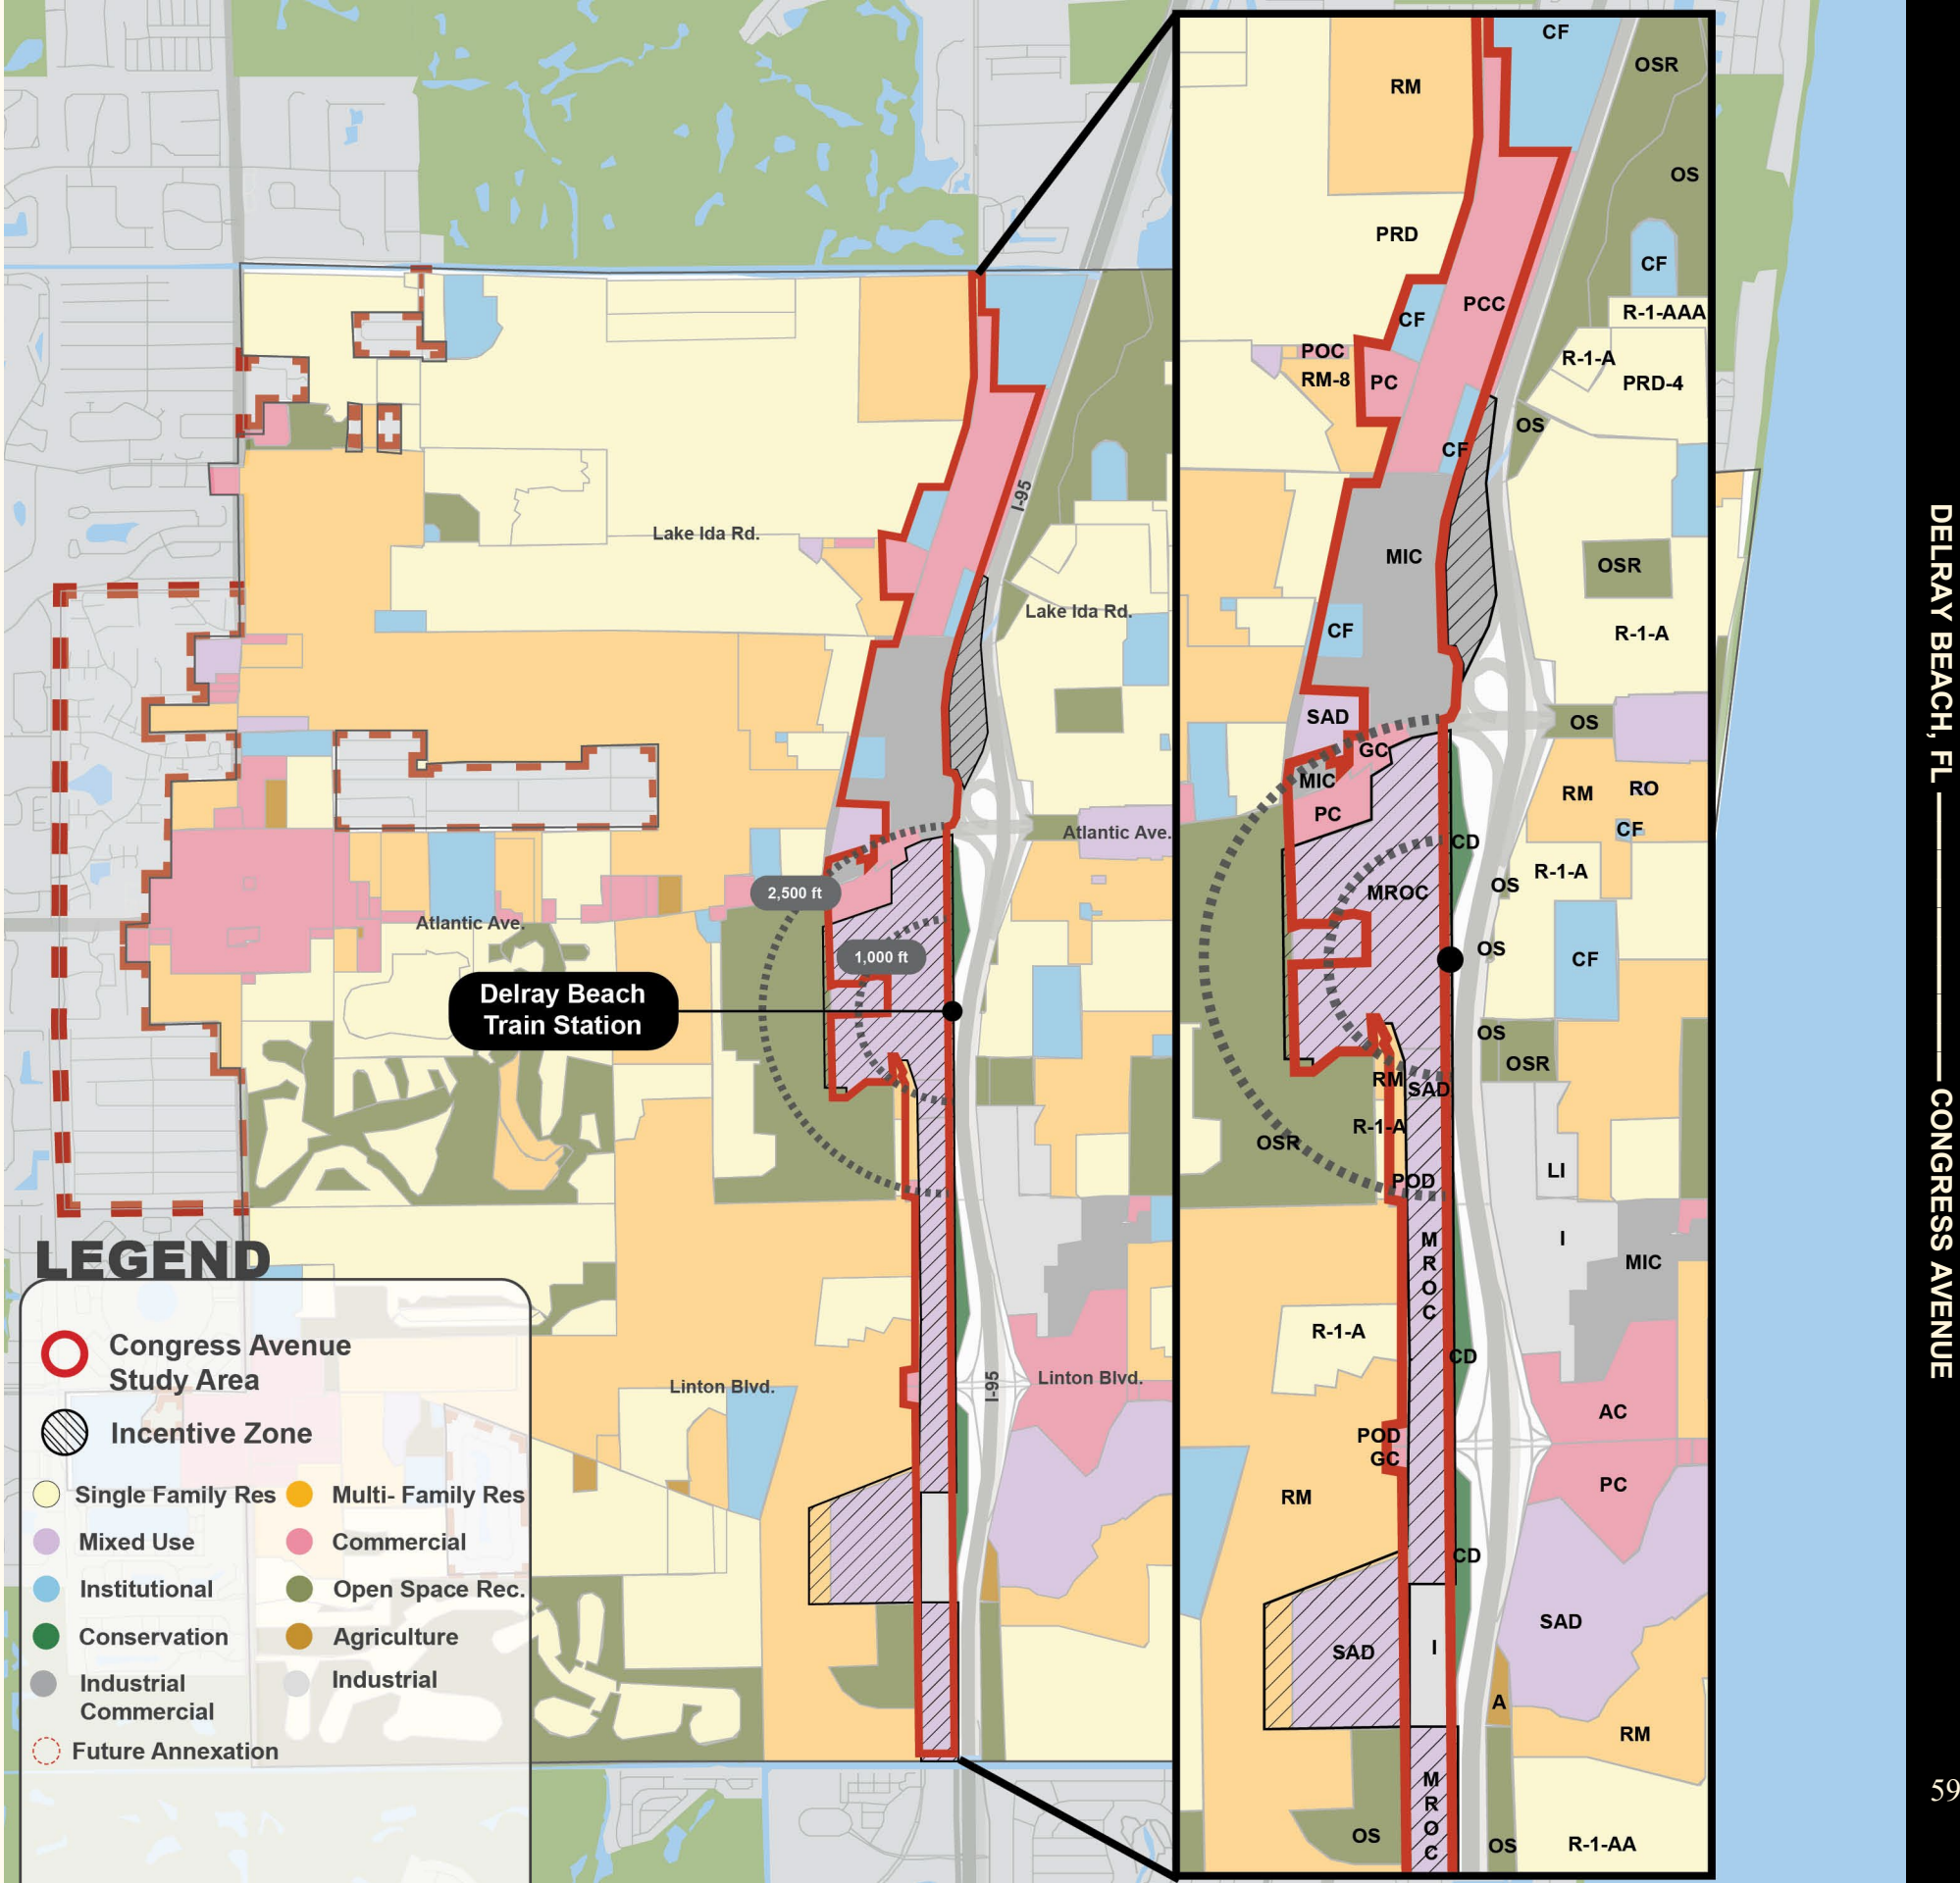 Lake Ida Rd.
I-95
Lake Ida Rd.
Atlantic Ave.
2,500 ft
Atlantic Ave.
1,000 ft
Delray Beach
Train Station
Linton Blvd.
I-95
Linton Blvd.
LEGEND
Congress Avenue
Study Area
Incentive Zone
Single Family Res
Multi- Family Res
Mixed Use
Commercial
Institutional
Open Space Rec.
Conservation
Agriculture
Industrial
Commercial
Industrial
Future Annexation
CF
OSR
RM
OS
PRD
CF
PCC
CF
R-1-AAA
POC
R-1-A
RM-8
PC
PRD-4
OS
CF
MIC
OSR
CF
R-1-A
SAD
OS
GC
MIC
RM
RO
PC
CF
CD
R-1-A
MROC
OS
OS
CF
OS
OSR
RM
SAD
R-1-A
OSR
LI
POD
M
R
O
C
I
MIC
R-1-A
CD
AC
POD
GC
PC
RM
CD
SAD
SAD
I
A
RM
M
R
O
C
OS
OS
R-1-AA
DELRAY BEACH, FL
CONGRESS AVENUE
59